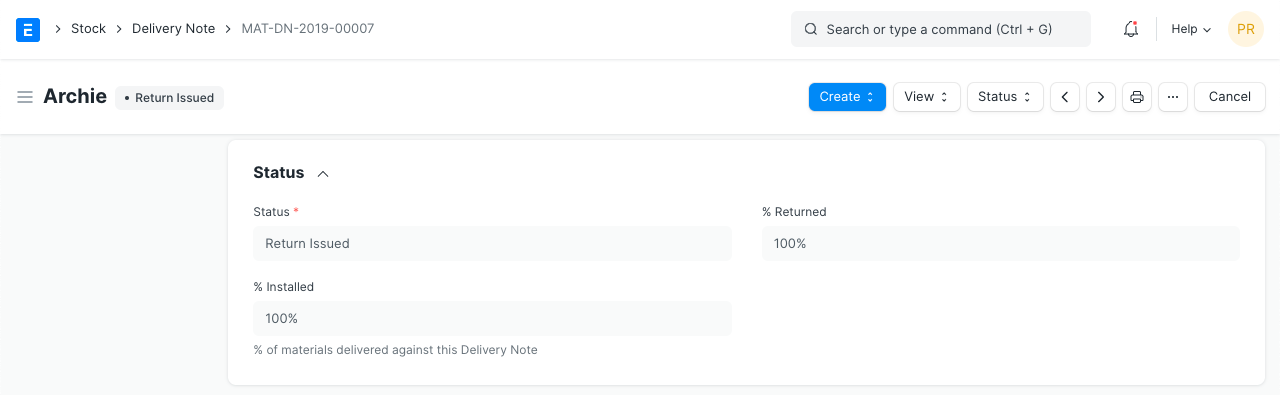 E Stock Delivery Note MAT-DN-2019-00007 Search or type a command (Ctrl + G) Help PR
Archie • Return Issued Create View Status ... Cancel
Status
Status * % Returned
Return Issued 100%
% Installed
100%
% of materials delivered against this Delivery Note